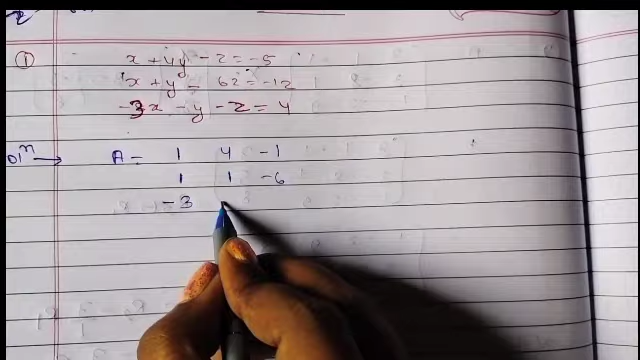 ① x + 4y - z = -5
x + y - 6z = -12
-3x - y - z = 4
Solⁿ → A = 1 4 -1
1 1 -6
-3